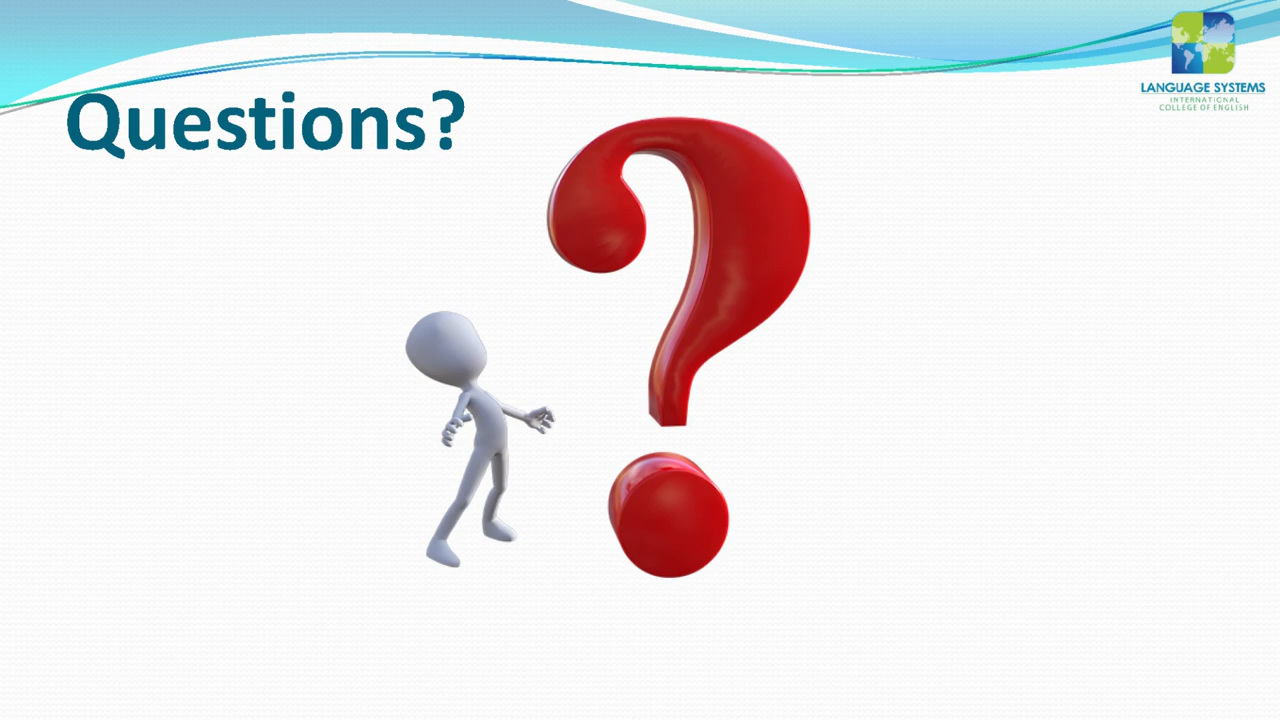 Questions?
LANGUAGE SYSTEMS
INTERNATIONAL
COLLEGE OF ENGLISH